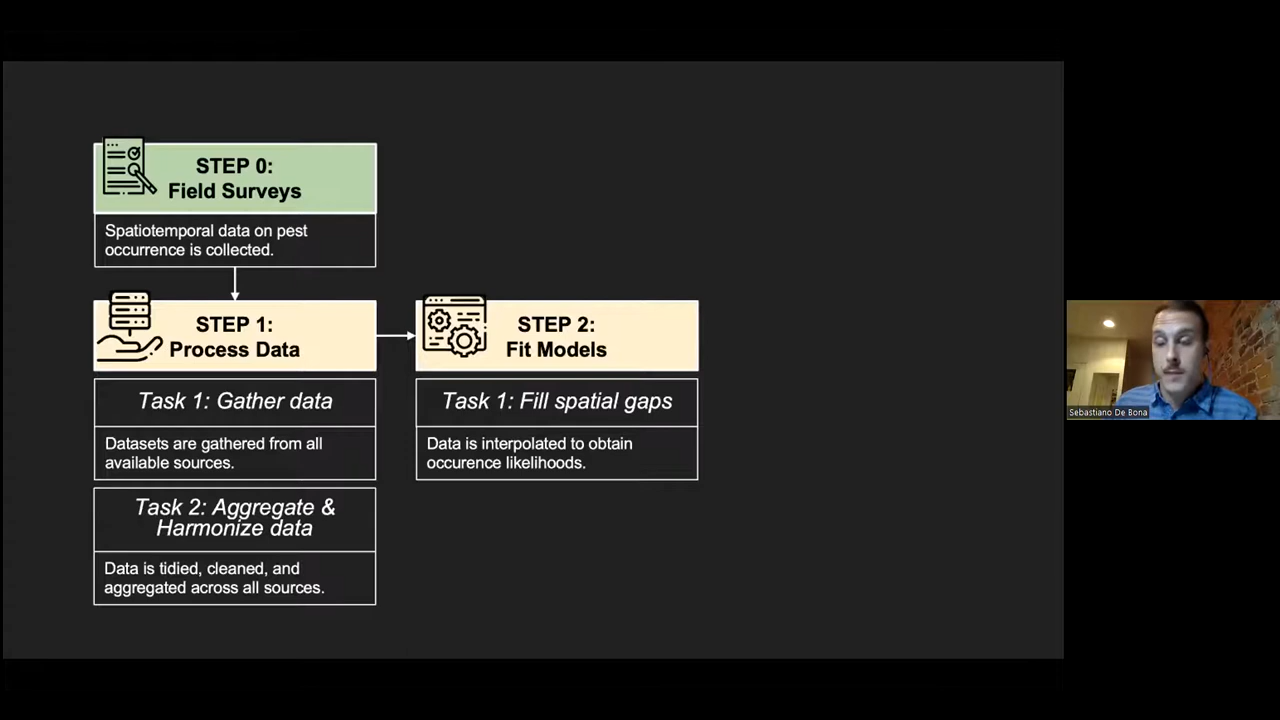 STEP 0:
Field Surveys
Spatiotemporal data on pest
occurrence is collected.
STEP 1:
Process Data
Task 1: Gather data
Datasets are gathered from all
available sources.
Task 2: Aggregate &
Harmonize data
Data is tidied, cleaned, and
aggregated across all sources.
STEP 2:
Fit Models
Task 1: Fill spatial gaps
Data is interpolated to obtain
occurence likelihoods.
Sebastiano De Bona